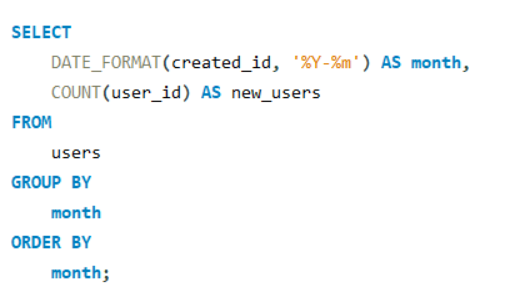 SELECT
DATE_FORMAT(created_id, '%Y-%m') AS month,
COUNT(user_id) AS new_users
FROM
users
GROUP BY
month
ORDER BY
month;